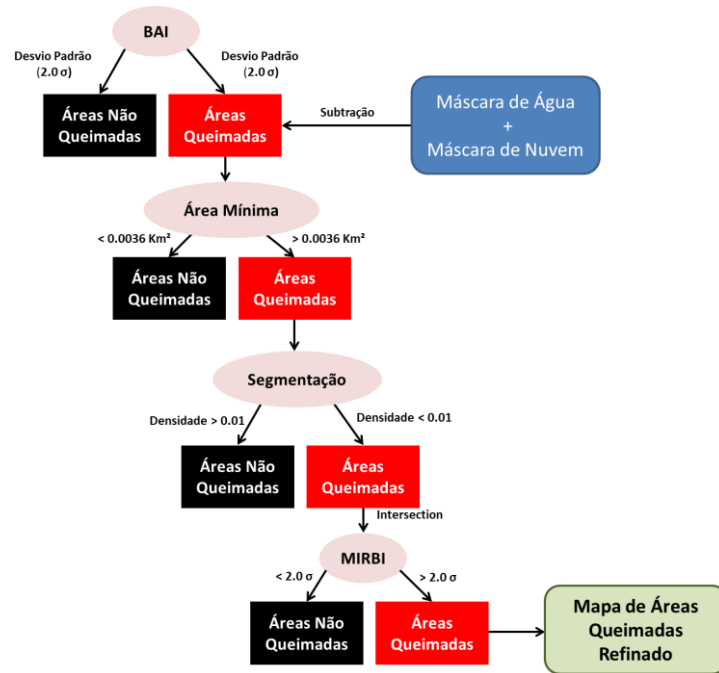 BAI
Desvio Padrão
(2.0 σ)
Desvio Padrão
(2.0 σ)
Áreas Não
Queimadas
Áreas
Queimadas
Subtração
Máscara de Água
+
Máscara de Nuvem
Área Mínima
< 0.0036 Km²
> 0.0036 Km²
Áreas Não
Queimadas
Áreas
Queimadas
Segmentação
Densidade > 0.01
Densidade < 0.01
Áreas Não
Queimadas
Áreas
Queimadas
Intersection
MIRBI
< 2.0 σ
> 2.0 σ
Áreas Não
Queimadas
Áreas
Queimadas
Mapa de Áreas
Queimadas
Refinado